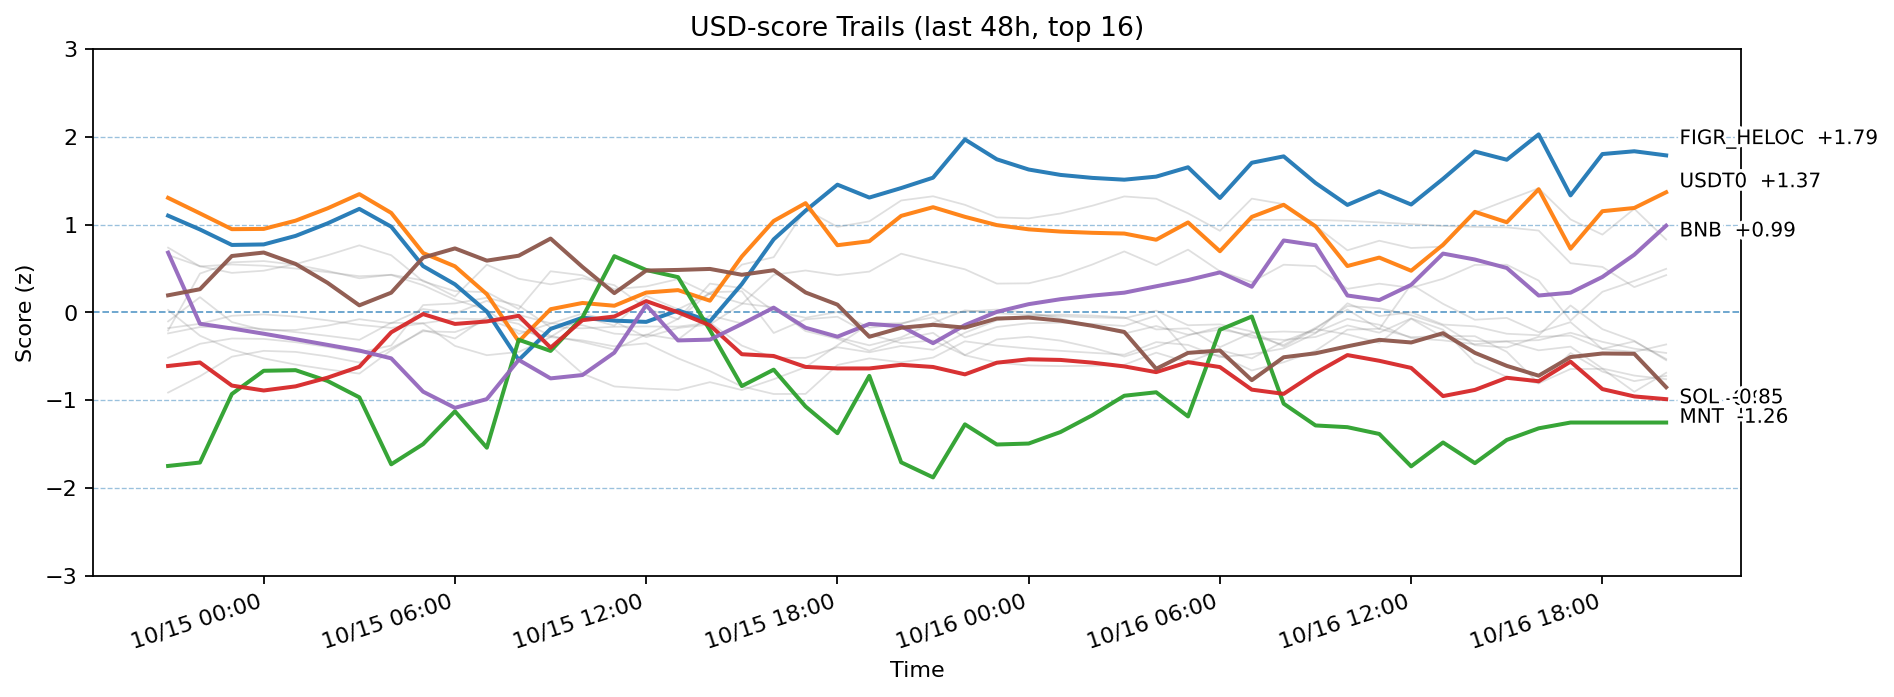 USD-score Trails (last 48h, top 16)
3
2
1
0
−1
−2
−3
Score (z)
FIGR_HELOC +1.79
USDT0 +1.37
BNB +0.99
SOL -0.85
MNT -1.26
10/15 00:00
10/15 06:00
10/15 12:00
10/15 18:00
10/16 00:00
10/16 06:00
10/16 12:00
10/16 18:00
Time